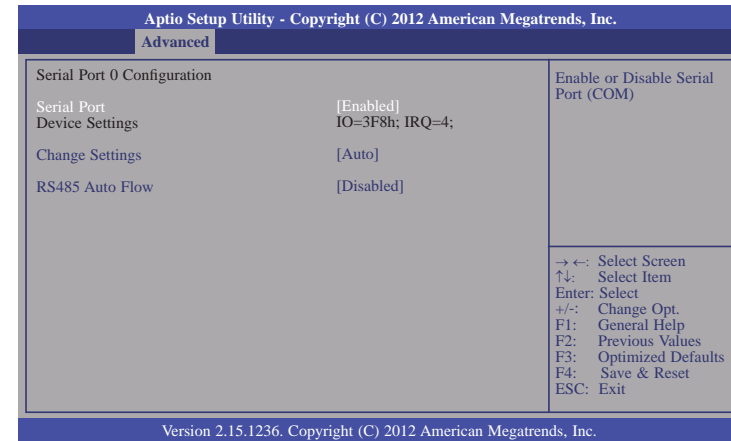 Aptio Setup Utility - Copyright (C) 2012 American Megatrends, Inc.
Advanced
Serial Port 0 Configuration
Serial Port [Enabled]
Device Settings IO=3F8h; IRQ=4;
Change Settings [Auto]
RS485 Auto Flow [Disabled]
Enable or Disable Serial
Port (COM)
→ ←: Select Screen
↑↓: Select Item
Enter: Select
+/-: Change Opt.
F1: General Help
F2: Previous Values
F3: Optimized Defaults
F4: Save & Reset
ESC: Exit
Version 2.15.1236. Copyright (C) 2012 American Megatrends, Inc.